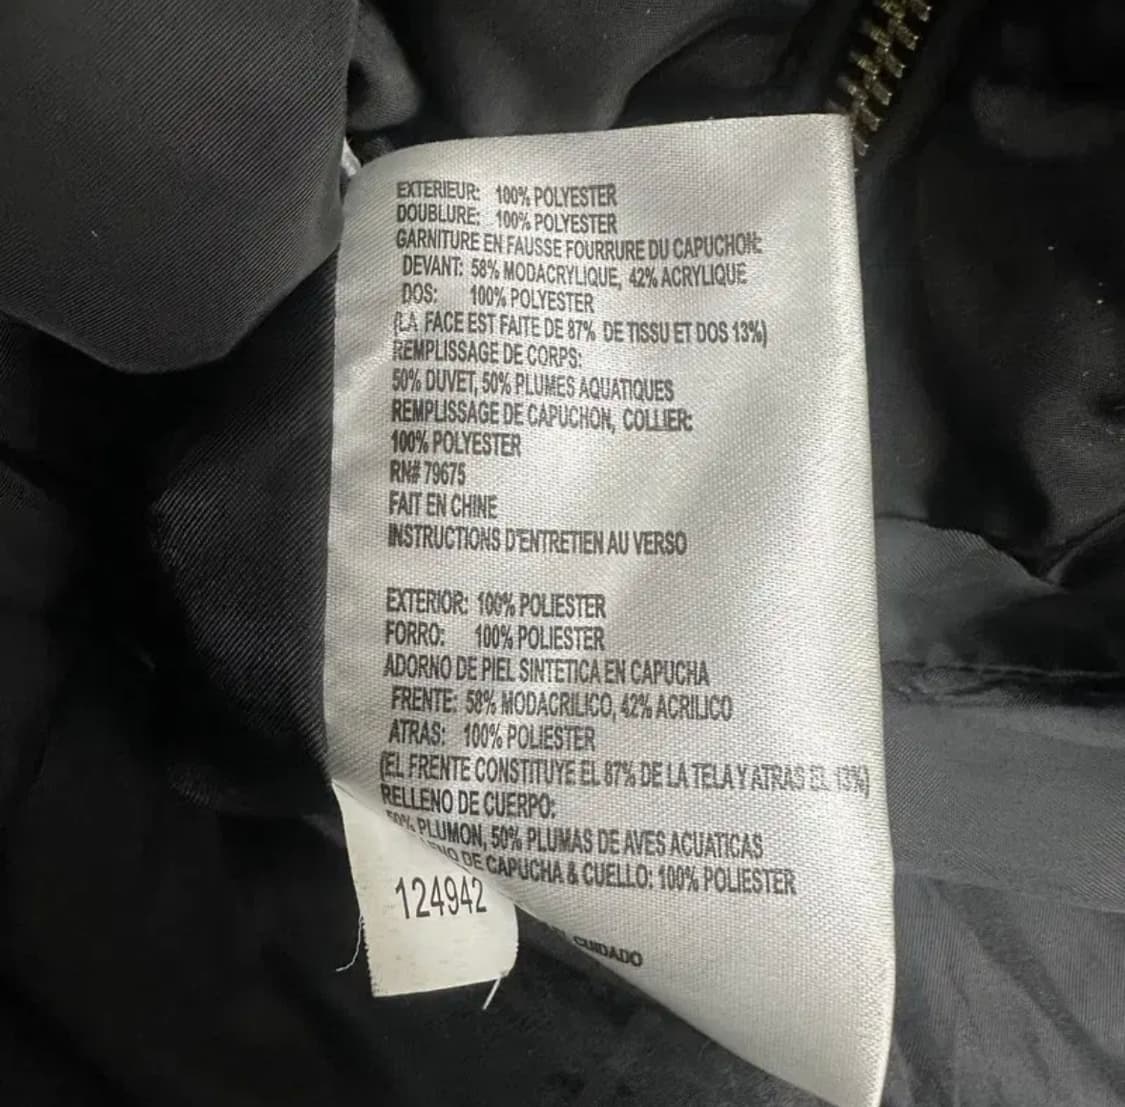 EXTERIEUR: 100% POLYESTER
DOUBLURE: 100% POLYESTER
GARNITURE EN FAUSSE FOURRURE DU CAPUCHON:
DEVANT: 58% MODACRYLIQUE, 42% ACRYLIQUE
DOS: 100% POLYESTER
(LA FACE EST FAITE DE 87% DE TISSU ET DOS 13%)
REMPLISSAGE DE CORPS:
50% DUVET, 50% PLUMES AQUATIQUES
REMPLISSAGE DE CAPUCHON, COLLIER:
100% POLYESTER
RN# 79675
FAIT EN CHINE
INSTRUCTIONS D'ENTRETIEN AU VERSO
EXTERIOR: 100% POLIESTER
FORRO: 100% POLIESTER
ADORNO DE PIEL SINTETICA EN CAPUCHA
FRENTE: 58% MODACRILICO, 42% ACRILICO
ATRAS: 100% POLIESTER
(EL FRENTE CONSTITUYE EL 87% DE LA TELA Y ATRAS EL 13%)
RELLENO DE CUERPO:
50% PLUMON, 50% PLUMAS DE AVES ACUATICAS
DE CAPUCHA & CUELLO: 100% POLIESTER
CUIDADO
124942